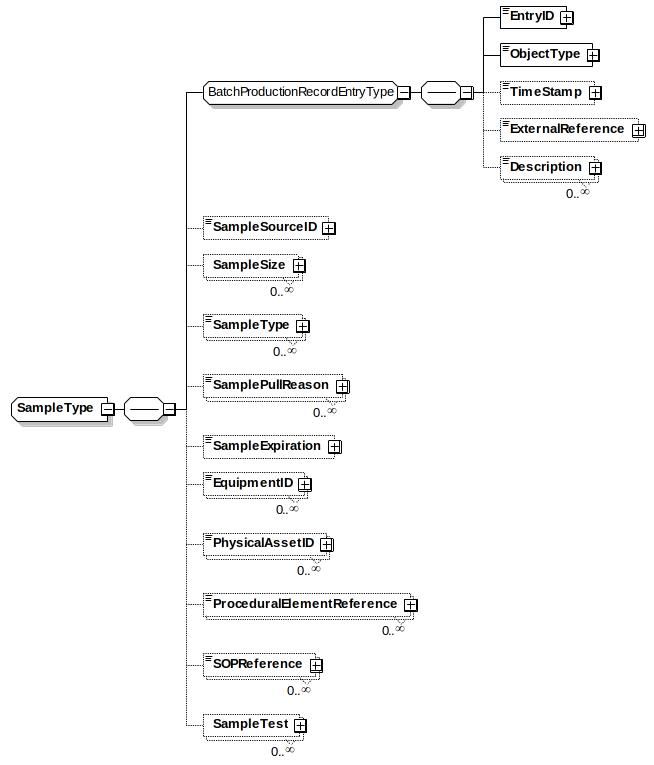 EntryID
ObjectType
BatchProductionRecordEntryType
TimeStamp
ExternalReference
Description
0..∞
SampleSourceID
SampleSize
0..∞
SampleType
0..∞
SamplePullReason
0..∞
SampleType
SampleExpiration
EquipmentID
0..∞
PhysicalAssetID
0..∞
ProceduralElementReference
0..∞
SOPReference
0..∞
SampleTest
0..∞